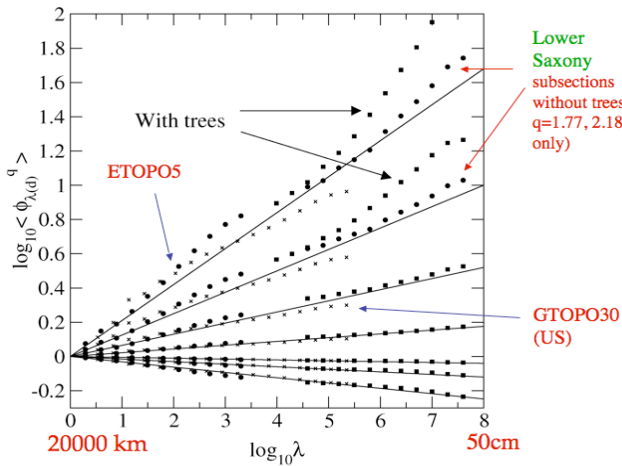 1.8
1.6
1.4
1.2
1
0.8
0.6
0.4
0.2
0
-0.2
log₁₀< ϕ_λ(d)^q >
With trees
ETOPO5
Lower
Saxony
subsections
without trees
q=1.77, 2.18
only)
GTOPO30
(US)
0 1 2 3 4 5 6 7 8
20000 km log₁₀λ 50cm